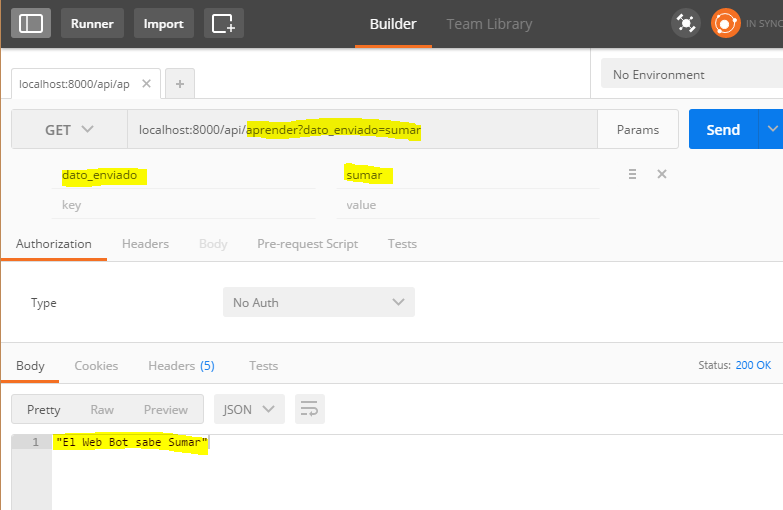 Runner Import Builder Team Library IN SYNC
localhost:8000/api/ap No Environment
GET localhost:8000/api/aprender?dato_enviado=sumar Params Send
dato_enviado sumar
key value
Authorization Headers Body Pre-request Script Tests
Type No Auth
Body Cookies Headers (5) Tests Status: 200 OK
Pretty Raw Preview JSON
1 "El Web Bot sabe Sumar"